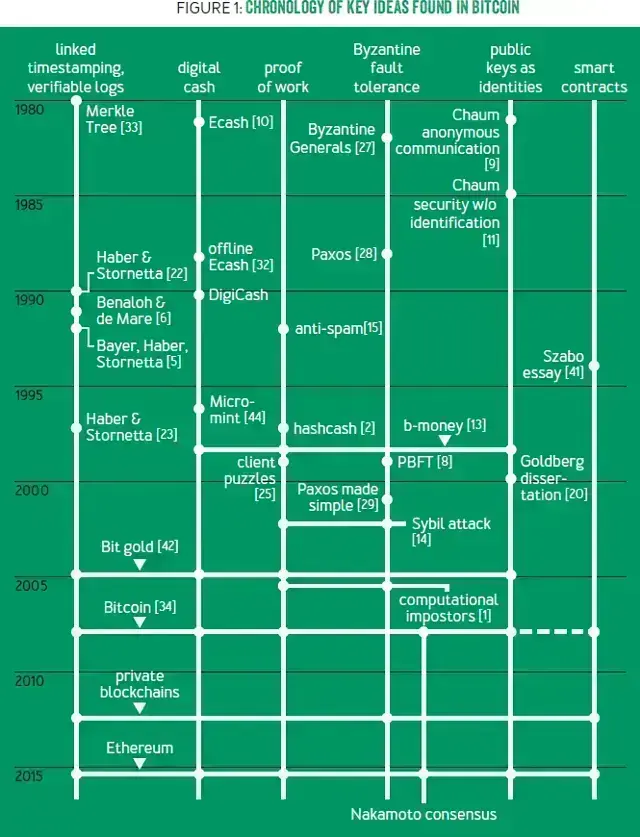 FIGURE 1: CHRONOLOGY OF KEY IDEAS FOUND IN BITCOIN
linked
timestamping,
verifiable logs
digital
cash
proof
of work
Byzantine
fault
tolerance
public
keys as
identities
smart
contracts
1980
Merkle
Tree [33]
Ecash [10]
Byzantine
Generals [27]
Chaum
anonymous
communication
[9]
1985
Chaum
security w/o
identification
[11]
Haber &
Stornetta [22]
offline
Ecash [32]
Paxos [28]
1990
DigiCash
Benaloh &
de Mare [6]
anti-spam[15]
Bayer, Haber,
Stornetta [5]
Szabo
essay [41]
1995
Micro-
mint [44]
Haber &
Stornetta [23]
hashcash [2]
b-money [13]
client
puzzles
[25]
PBFT [8]
Goldberg
disser-
tation [20]
2000
Paxos made
simple [29]
Sybil attack
[14]
Bit gold [42]
2005
computational
impostors [1]
Bitcoin [34]
2010
private
blockchains
Ethereum
2015
Nakamoto consensus